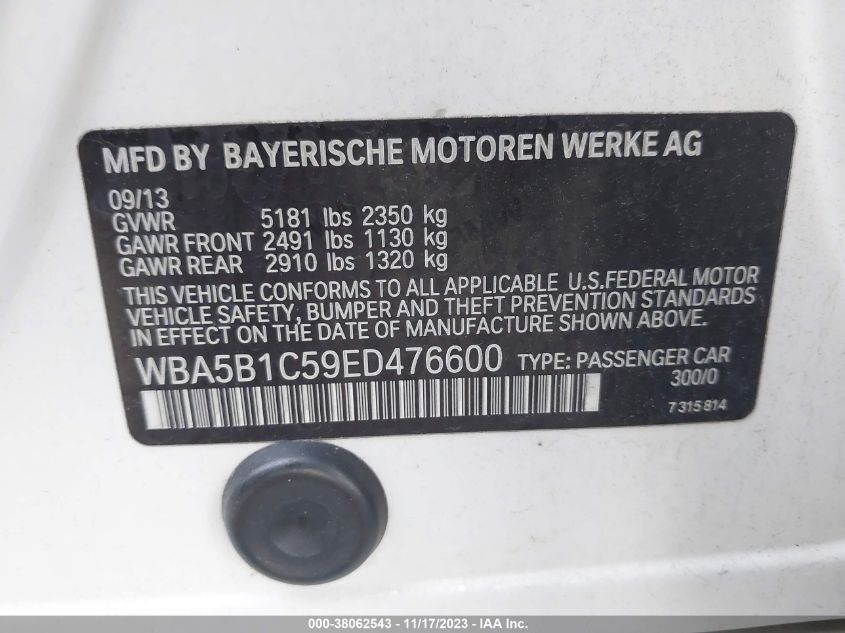 MFD BY BAYERISCHE MOTOREN WERKE AG
09/13
GVWR 5181 lbs 2350 kg
GAWR FRONT 2491 lbs 1130 kg
GAWR REAR 2910 lbs 1320 kg
THIS VEHICLE CONFORMS TO ALL APPLICABLE U.S.FEDERAL MOTOR
VEHICLE SAFETY, BUMPER AND THEFT PREVENTION STANDARDS
IN EFFECT ON THE DATE OF MANUFACTURE SHOWN ABOVE.
WBA5B1C59ED476600 TYPE: PASSENGER CAR
300/0
7315814
000-38062543 - 11/17/2023 - IAA Inc.